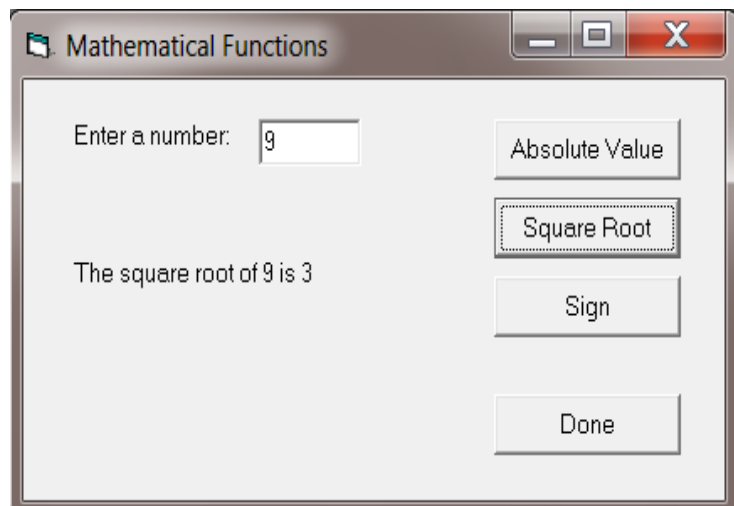 Mathematical Functions
Enter a number: 9
Absolute Value
Square Root
The square root of 9 is 3
Sign
Done